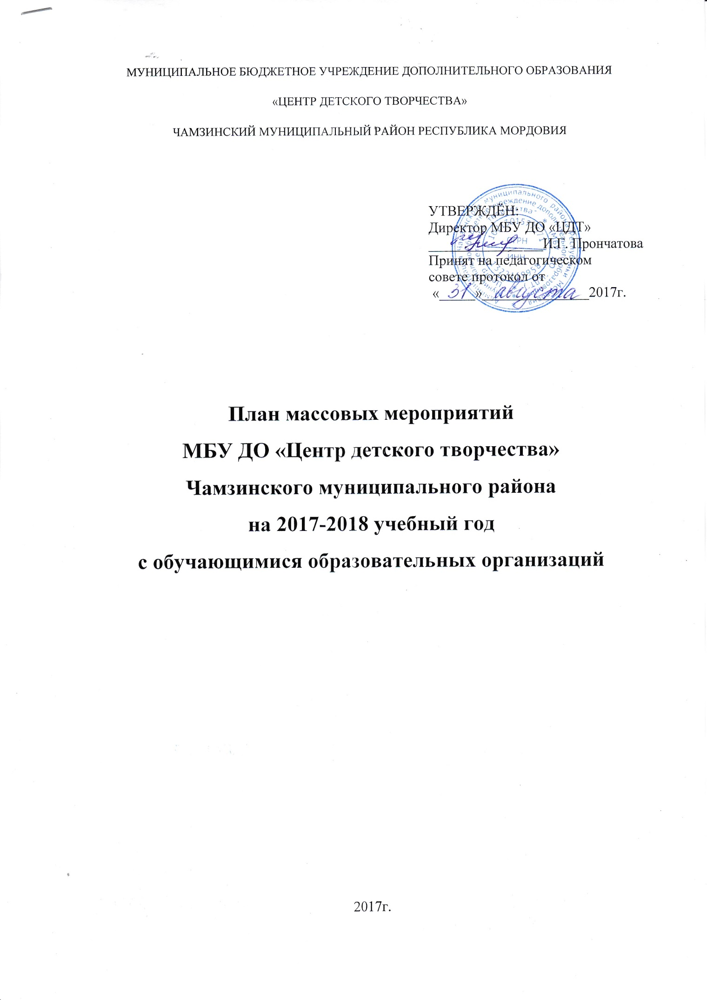 МУНИЦИПАЛЬНОЕ БЮДЖЕТНОЕ УЧРЕЖДЕНИЕ ДОПОЛНИТЕЛЬНОГО ОБРАЗОВАНИЯ
«ЦЕНТР ДЕТСКОГО ТВОРЧЕСТВА»
ЧАМЗИНСКИЙ МУНИЦИПАЛЬНЫЙ РАЙОН РЕСПУБЛИКА МОРДОВИЯ
УТВЕРЖДЁН:
Директор МБУ ДО «ЦДТ»
И.Г. Прончатова
Принят на педагогическом
совете протокол от
«31» августа 2017г.
План массовых мероприятий
МБУ ДО «Центр детского творчества»
Чамзинского муниципального района
на 2017-2018 учебный год
с обучающимися образовательных организаций
2017г.